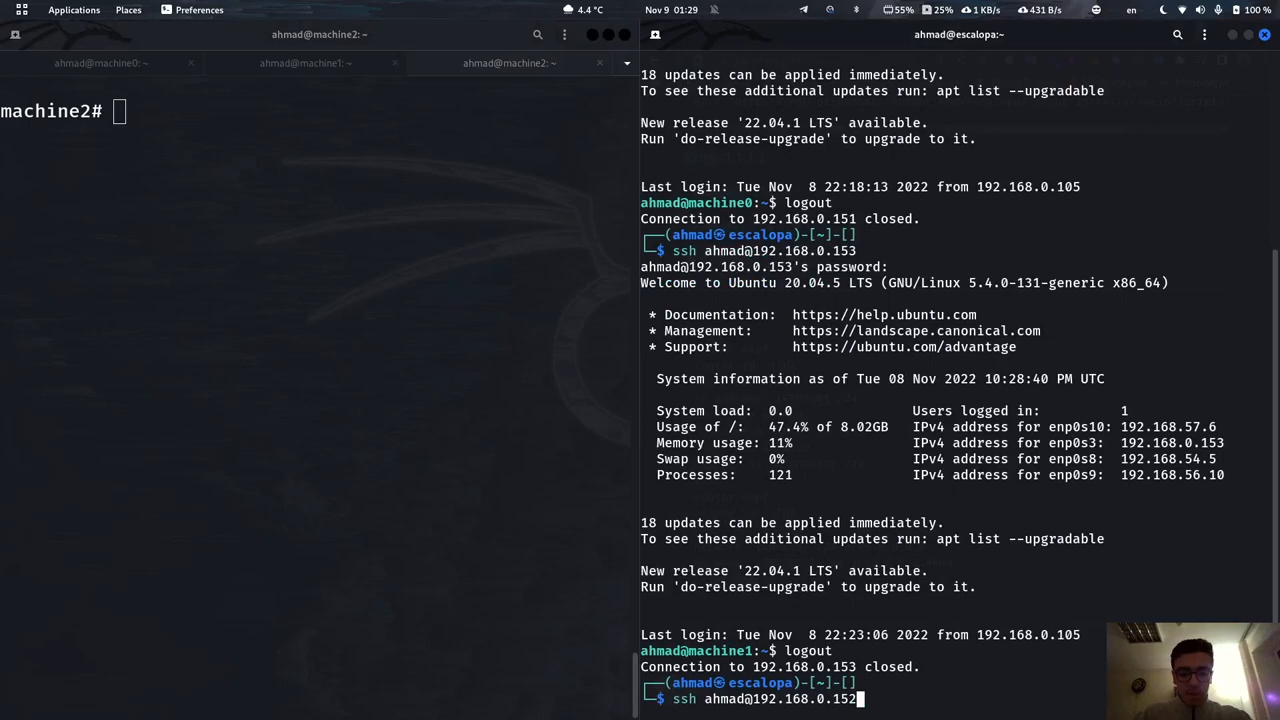 Applications Places Preferences 4.4 °C Nov 9 01:29 55% 25% 1 KB/s 431 B/s en 100 %
ahmad@machine2: ~
ahmad@machine0: ~ × ahmad@machine1: ~ × ahmad@machine2: ~ ×
machine2#
ahmad@escalopa:~
18 updates can be applied immediately.
To see these additional updates run: apt list --upgradable
New release '22.04.1 LTS' available.
Run 'do-release-upgrade' to upgrade to it.
Last login: Tue Nov  8 22:18:13 2022 from 192.168.0.105
ahmad@machine0:~$ logout
Connection to 192.168.0.151 closed.
┌──(ahmad㉿escalopa)-[~]-[]
└─$ ssh ahmad@192.168.0.153
ahmad@192.168.0.153's password:
Welcome to Ubuntu 20.04.5 LTS (GNU/Linux 5.4.0-131-generic x86_64)
* Documentation:  https://help.ubuntu.com
* Management:     https://landscape.canonical.com
* Support:        https://ubuntu.com/advantage
System information as of Tue 08 Nov 2022 10:28:40 PM UTC
System load:  0.0 Users logged in: 1
Usage of /:   47.4% of 8.02GB IPv4 address for enp0s10: 192.168.57.6
Memory usage: 11% IPv4 address for enp0s3: 192.168.0.153
Swap usage:   0% IPv4 address for enp0s8: 192.168.54.5
Processes:    121 IPv4 address for enp0s9: 192.168.56.10
18 updates can be applied immediately.
To see these additional updates run: apt list --upgradable
New release '22.04.1 LTS' available.
Run 'do-release-upgrade' to upgrade to it.
Last login: Tue Nov  8 22:23:06 2022 from 192.168.0.105
ahmad@machine1:~$ logout
Connection to 192.168.0.153 closed.
┌──(ahmad㉿escalopa)-[~]-[]
└─$ ssh ahmad@192.168.0.152